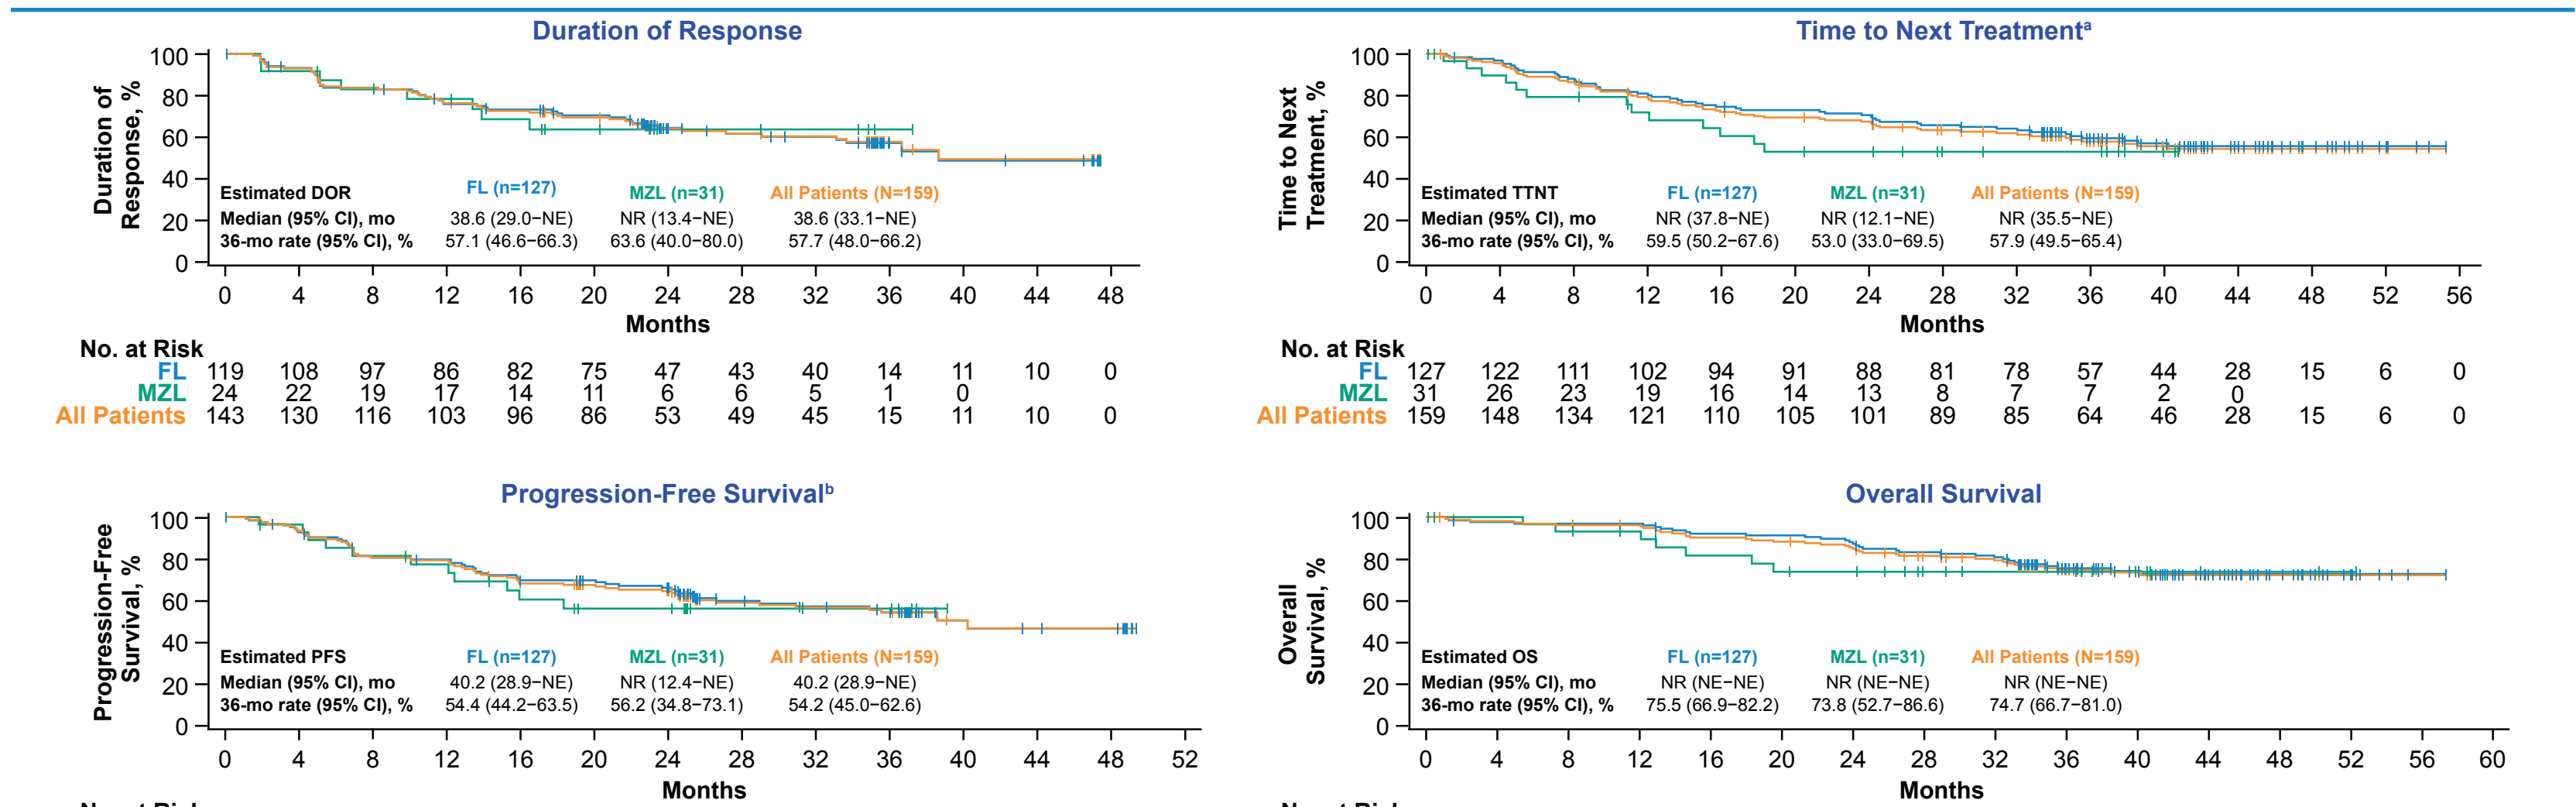 Duration of Response
Duration of
Response, %
100
80
60
40
20
0
Estimated DOR FL (n=127) MZL (n=31) All Patients (N=159)
Median (95% CI), mo 38.6 (29.0–NE) NR (13.4–NE) 38.6 (33.1–NE)
36-mo rate (95% CI), % 57.1 (46.6–66.3) 63.6 (40.0–80.0) 57.7 (48.0–66.2)
0 4 8 12 16 20 24 28 32 36 40 44 48
Months
No. at Risk
FL 119 108 97 86 82 75 47 43 40 14 11 10 0
MZL 24 22 19 17 14 11 6 6 5 1 0
All Patients 143 130 116 103 96 86 53 49 45 15 11 10 0
Time to Next Treatmentᵃ
Time to Next
Treatment, %
100
80
60
40
20
0
Estimated TTNT FL (n=127) MZL (n=31) All Patients (N=159)
Median (95% CI), mo NR (37.8–NE) NR (12.1–NE) NR (35.5–NE)
36-mo rate (95% CI), % 59.5 (50.2–67.6) 53.0 (33.0–69.5) 57.9 (49.5–65.4)
0 4 8 12 16 20 24 28 32 36 40 44 48 52 56
Months
No. at Risk
FL 127 122 111 102 94 91 88 81 78 57 44 28 15 6 0
MZL 31 26 23 19 16 14 13 8 7 7 2 0
All Patients 159 148 134 121 110 105 101 89 85 64 46 28 15 6 0
Progression-Free Survivalᵇ
Progression-Free
Survival, %
100
80
60
40
20
0
Estimated PFS FL (n=127) MZL (n=31) All Patients (N=159)
Median (95% CI), mo 40.2 (28.9–NE) NR (12.4–NE) 40.2 (28.9–NE)
36-mo rate (95% CI), % 54.4 (44.2–63.5) 56.2 (34.8–73.1) 54.2 (45.0–62.6)
0 4 8 12 16 20 24 28 32 36 40 44 48 52
Months
Overall Survival
Overall
Survival, %
100
80
60
40
20
0
Estimated OS FL (n=127) MZL (n=31) All Patients (N=159)
Median (95% CI), mo NR (NE–NE) NR (NE–NE) NR (NE–NE)
36-mo rate (95% CI), % 75.5 (66.9–82.2) 73.8 (52.7–86.6) 74.7 (66.7–81.0)
0 4 8 12 16 20 24 28 32 36 40 44 48 52 56 60
Months